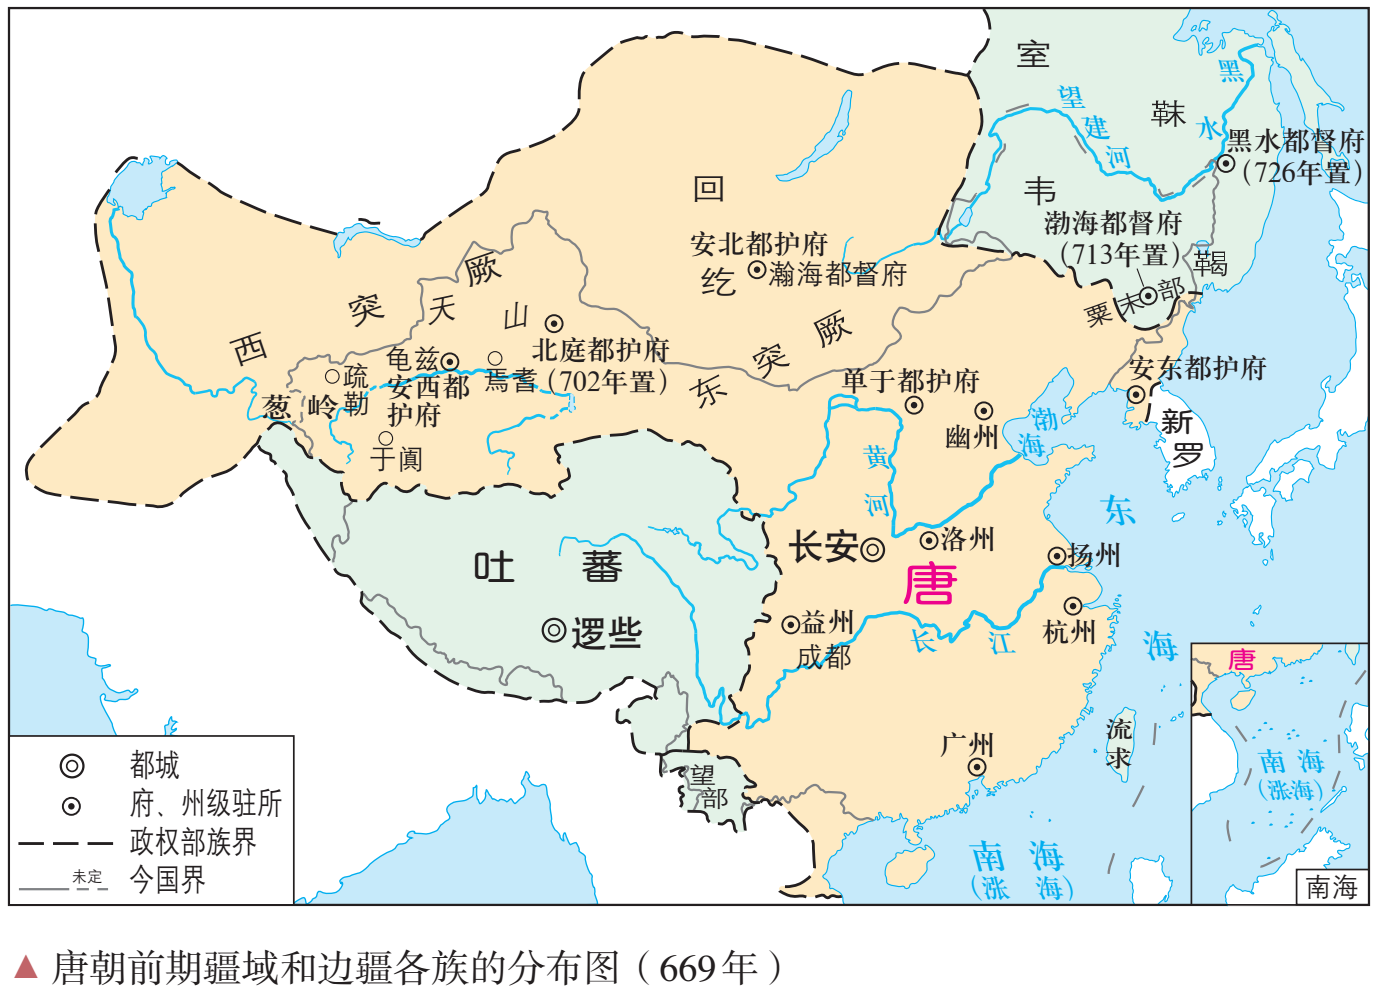 室
韦
靺
鞨
望
建
河
黑
水
黑水都督府
(726年置)
渤海都督府
(713年置)
粟末部
回
纥
安北都护府
瀚海都督府
西
突
厥
天
山
东
突
厥
北庭都护府
(702年置)
龟兹
安西都
护府
焉耆
疏
勒
葱岭
于阗
单于都护府
幽州
安东都护府
新
罗
渤
海
黄
河
长安
洛州
唐
扬州
杭州
益州
成都
长江
东
海
吐蕃
逻些
望
部
广州
流
求
南海
(涨海)
唐
南海
(涨海)
南海
都城
府、州级驻所
政权部族界
未定
今国界
▲唐朝前期疆域和边疆各族的分布图（669年）